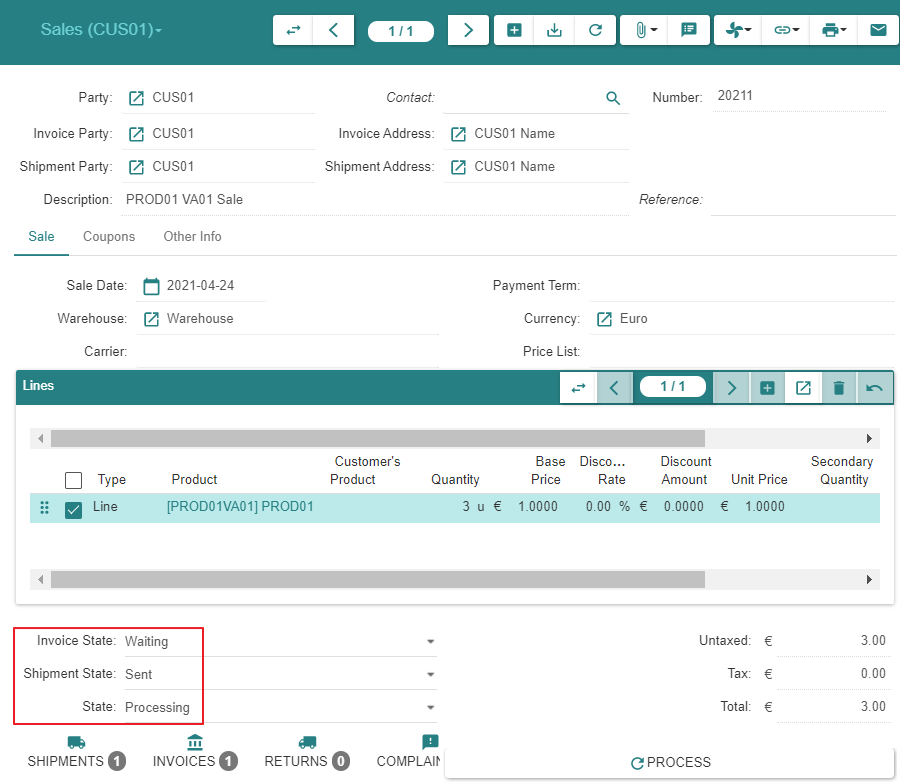 Sales (CUS01)
1 / 1
Party: CUS01 Contact: Number: 20211
Invoice Party: CUS01 Invoice Address: CUS01 Name
Shipment Party: CUS01 Shipment Address: CUS01 Name
Description: PROD01 VA01 Sale Reference:
Sale Coupons Other Info
Sale Date: 2021-04-24 Payment Term:
Warehouse: Warehouse Currency: Euro
Carrier: Price List:
Lines 1 / 1
Customer's Base Disco... Discount Secondary
Type Product Product Quantity Price Rate Amount Unit Price Quantity
Line [PROD01VA01] PROD01 3 u € 1.0000 0.00 % € 0.0000 € 1.0000
Invoice State: Waiting Untaxed: € 3.00
Shipment State: Sent Tax: € 0.00
State: Processing Total: € 3.00
SHIPMENTS 1 INVOICES 1 RETURNS 0 COMPLAIN PROCESS